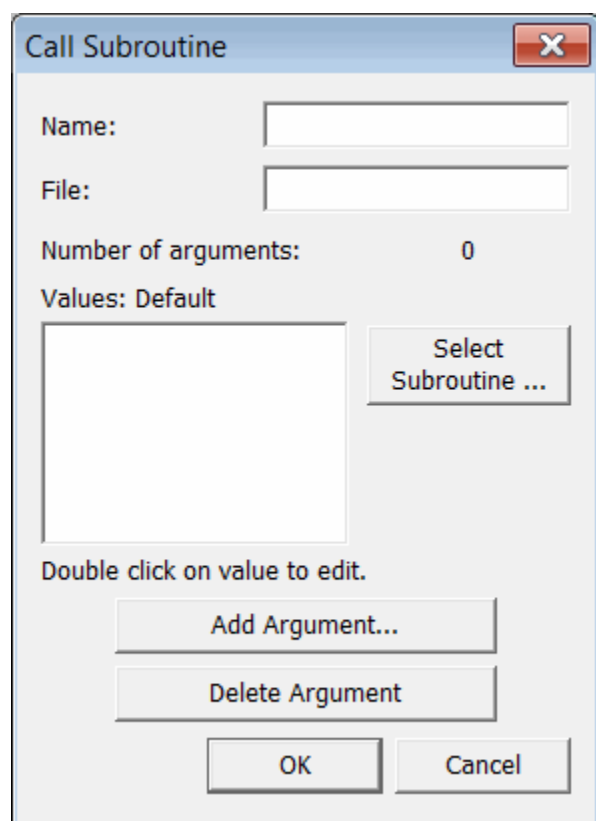 Call Subroutine
Name:
File:
Number of arguments: 0
Values: Default
Select
Subroutine ...
Double click on value to edit.
Add Argument...
Delete Argument
OK Cancel